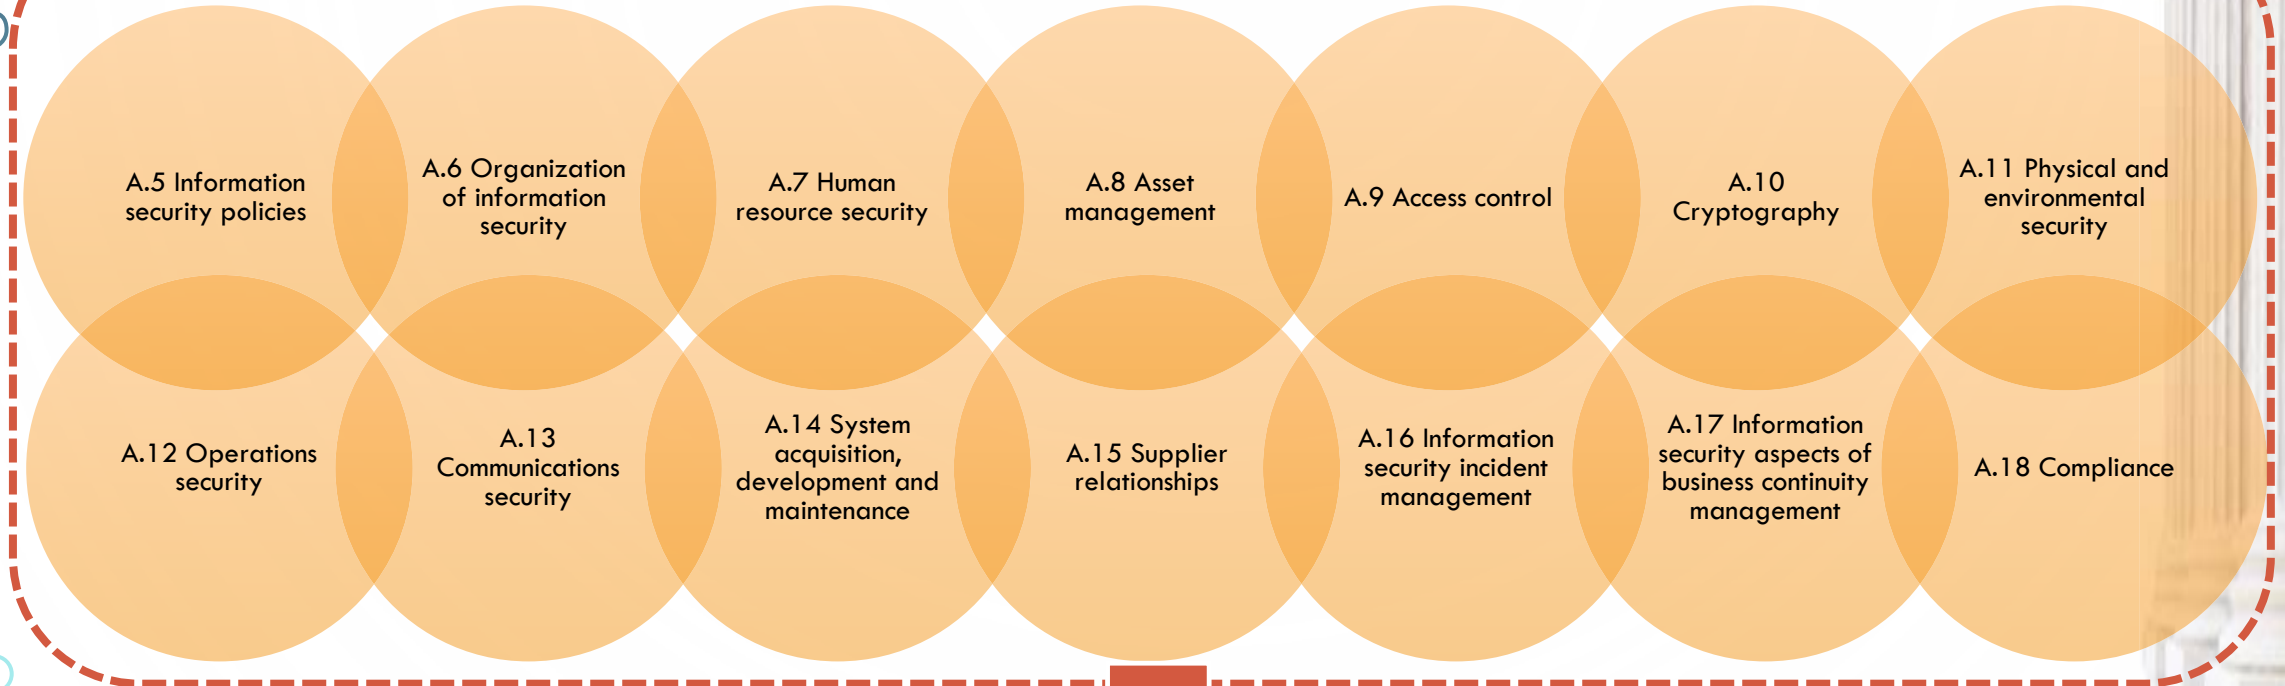 A.5 Information
security policies
A.6 Organization
of information
security
A.7 Human
resource security
A.8 Asset
management
A.9 Access control
A.10
Cryptography
A.11 Physical and
environmental
security
A.12 Operations
security
A.13
Communications
security
A.14 System
acquisition,
development and
maintenance
A.15 Supplier
relationships
A.16 Information
security incident
management
A.17 Information
security aspects of
business continuity
management
A.18 Compliance